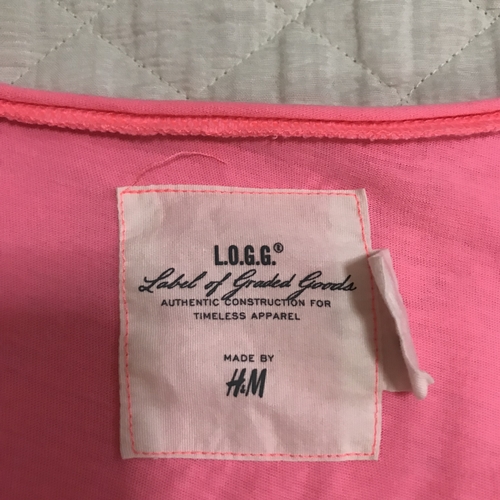 L.O.G.G.®
Label of Graded Goods
AUTHENTIC CONSTRUCTION FOR
TIMELESS APPAREL
MADE BY
H&M